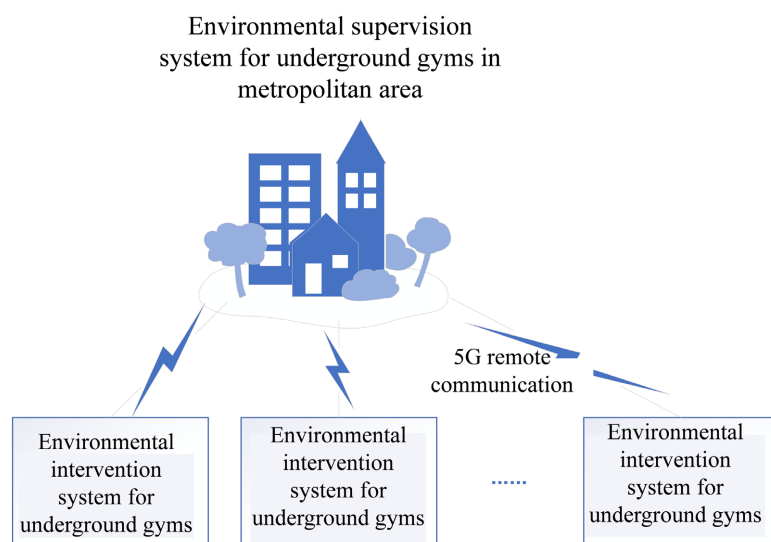 Environmental supervision
system for underground gyms in
metropolitan area
5G remote
communication
Environmental
intervention
system for
underground gyms
Environmental
intervention
system for
underground gyms
......
Environmental
intervention
system for
underground gyms